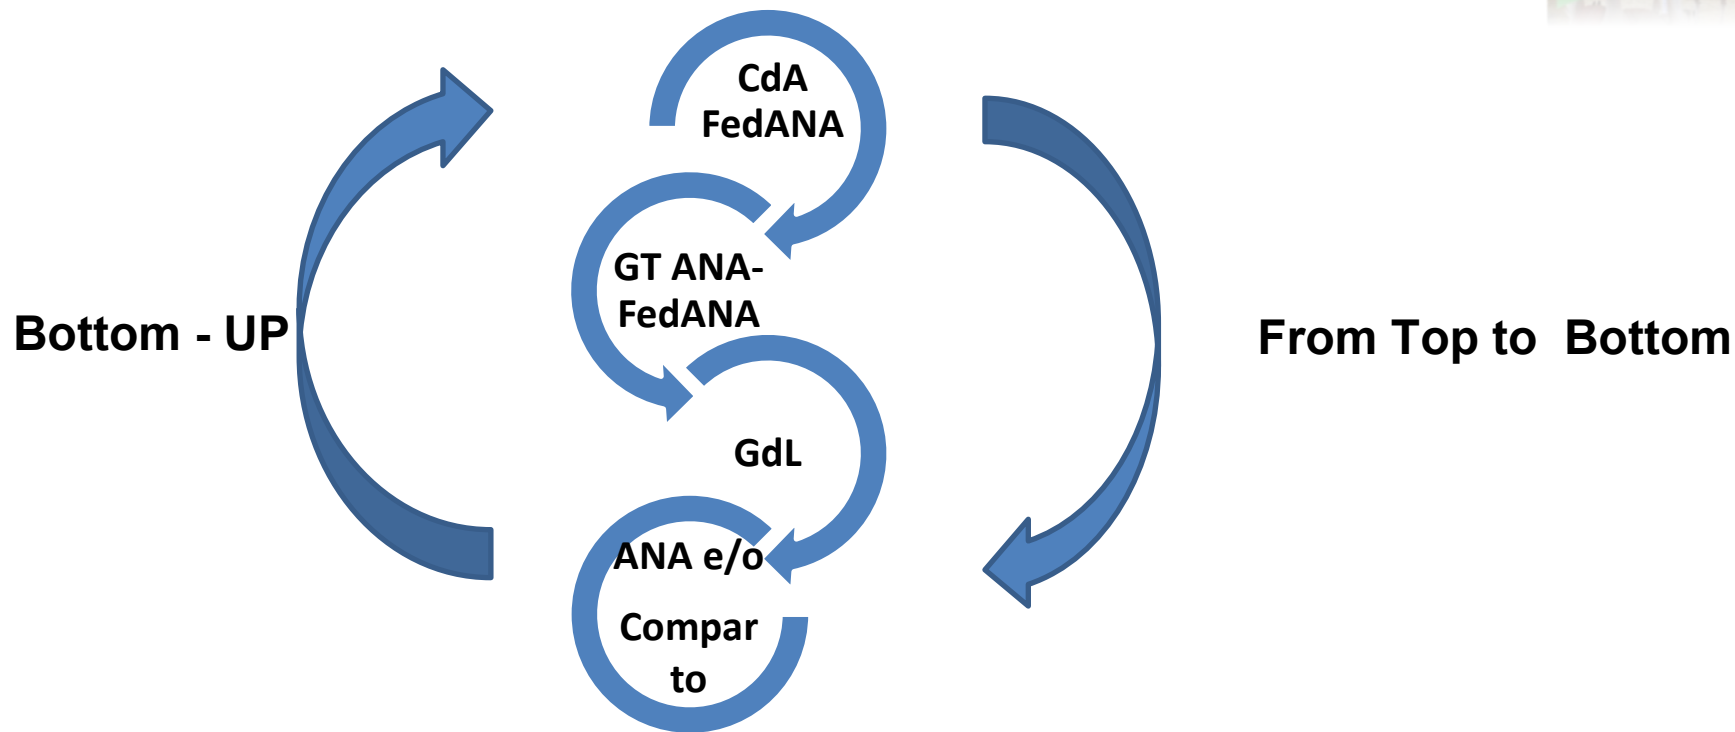 CdA
FedANA
GT ANA-
FedANA
Bottom - UP
From Top to  Bottom
GdL
ANA e/o
Compar
to